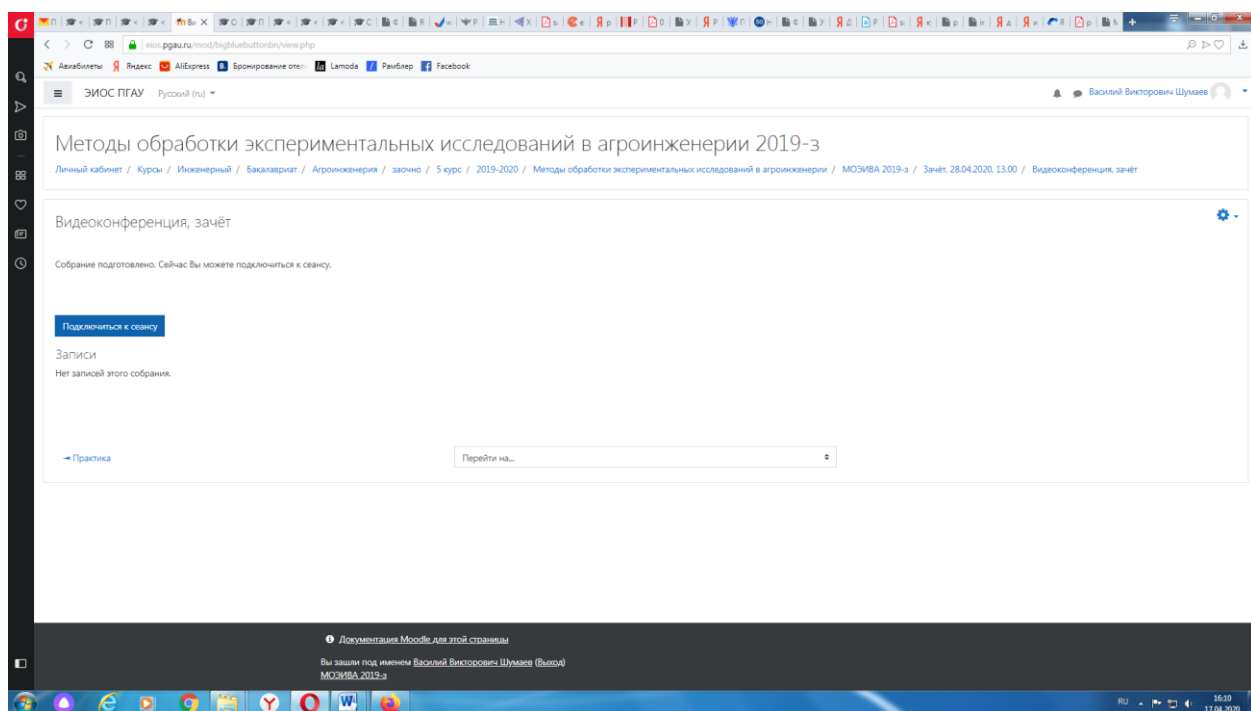 eios.pgau.ru/mod/bigbluebuttonbn/view.php
Авиабилеты Яндекс AliExpress Бронирование отел Lamoda Рамблер Facebook
ЭИОС ПГАУ Русский (ru) Василий Викторович Шумаев
Методы обработки экспериментальных исследований в агроинженерии 2019-з
Личный кабинет / Курсы / Инженерный / Бакалавриат / Агроинженерия / заочно / 5 курс / 2019-2020 / Методы обработки экспериментальных исследований в агроинженерии / МОЭИВА 2019-з / Зачёт. 28.04.2020. 13.00 / Видеоконференция, зачёт
Видеоконференция, зачёт
Собрание подготовлено. Сейчас Вы можете подключиться к сеансу.
Подключиться к сеансу
Записи
Нет записей этого собрания.
◄ Практика Перейти на...
Документация Moodle для этой страницы
Вы зашли под именем Василий Викторович Шумаев (Выход)
МОЭИВА 2019-з
RU 16:10
17.04.2020